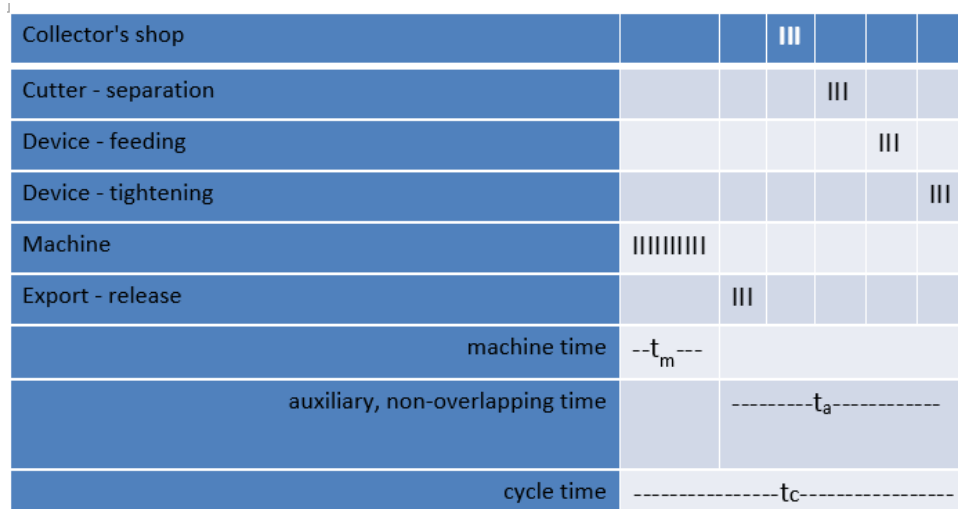 Collector's shop III
Cutter - separation III
Device - feeding III
Device - tightening III
Machine IIIIIIIIII
Export - release III
machine time --tm---
auxiliary, non-overlapping time ---------ta------------
cycle time ----------------tc-----------------